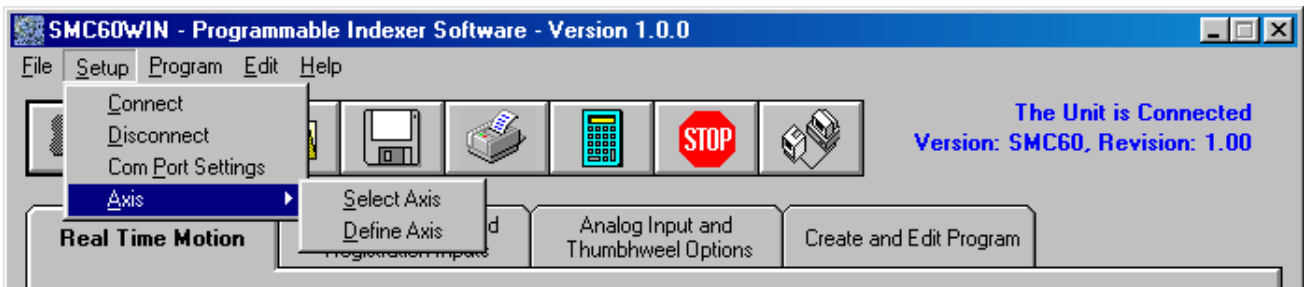 SMC60WIN - Programmable Indexer Software - Version 1.0.0
File Setup Program Edit Help
Connect
Disconnect
Com Port Settings
Axis
Select Axis
Define Axis
STOP
The Unit is Connected
Version: SMC60, Revision: 1.00
Real Time Motion
Analog Input and
Thumbhweel Options
Create and Edit Program